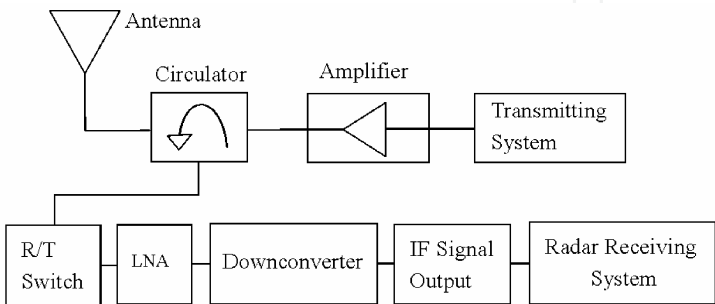 Antenna
Circulator
Amplifier
Transmitting
System
R/T
Switch
LNA
Downconverter
IF Signal
Output
Radar Receiving
System